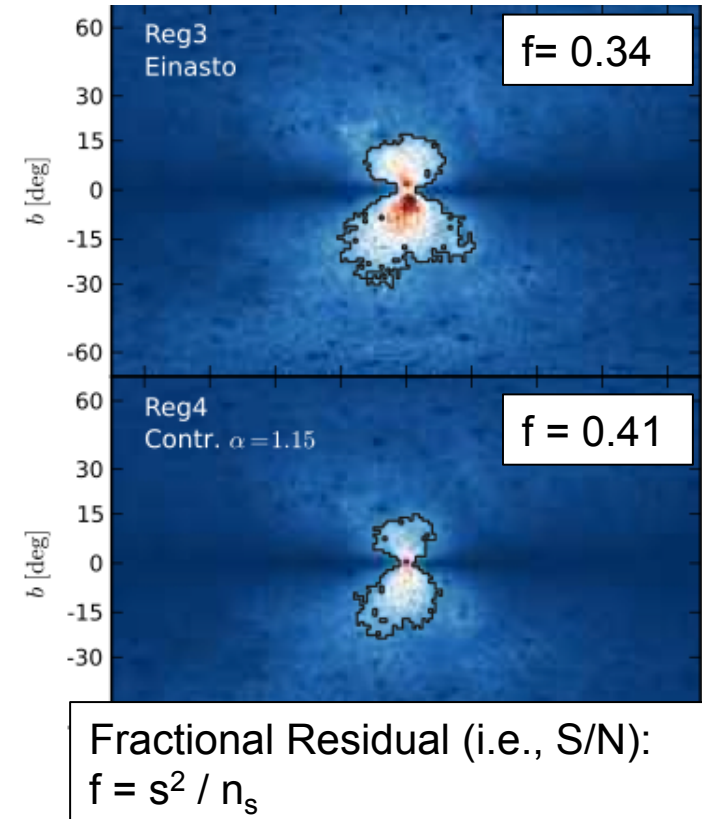 60
Reg3
Einasto
f= 0.34
30
15
0
b [deg]
-15
-30
-60
60
Reg4
Contr. α=1.15
f = 0.41
30
15
0
b [deg]
-15
-30
Fractional Residual (i.e., S/N):
f = s² / nₛ